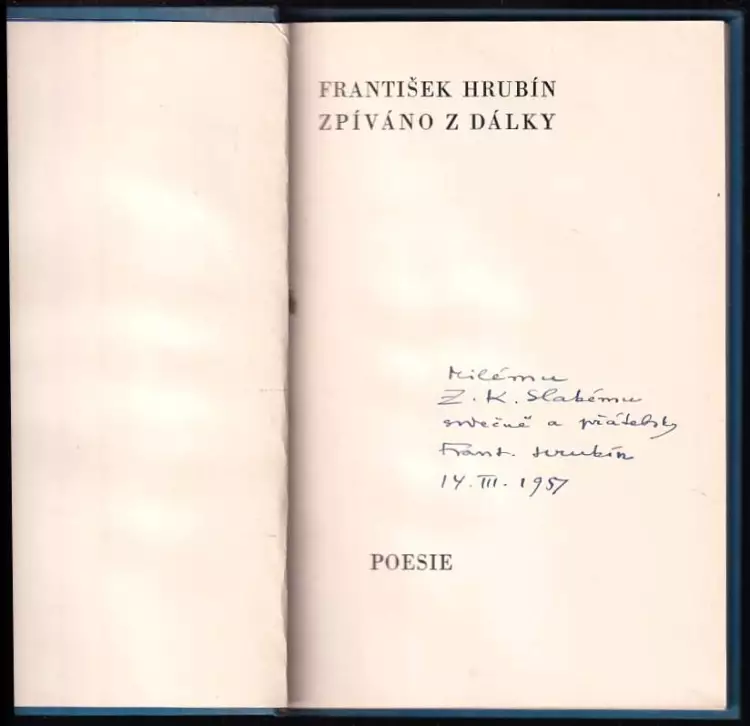 FRANTIŠEK HRUBÍN
ZPÍVÁNO Z DÁLKY
Milému
Z. K. Slabému
srdečně a přátelsky
Frant. Hrubín
14. III. 1957
POESIE